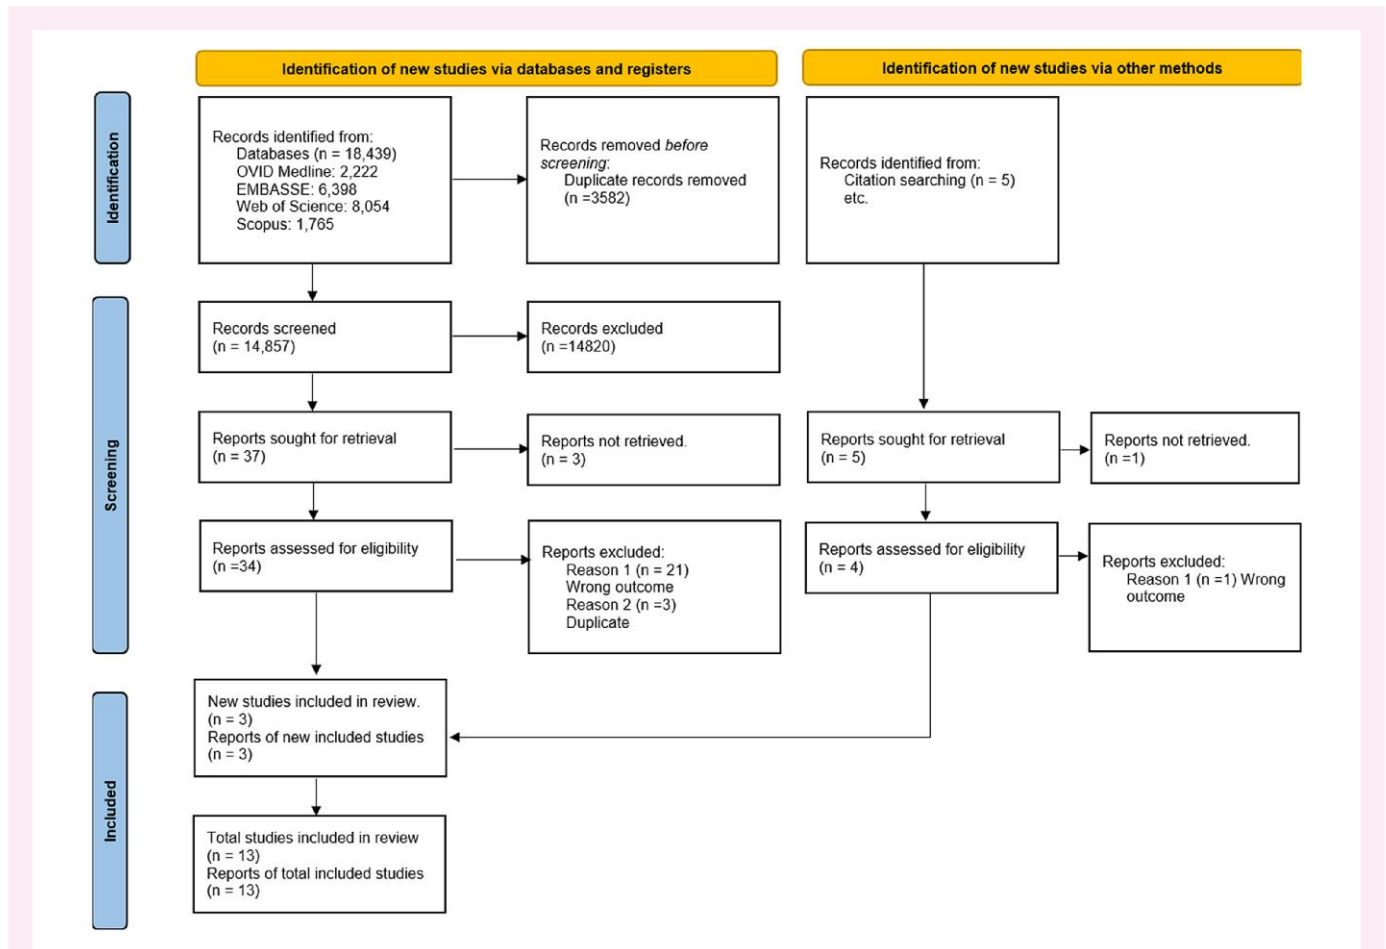 Identification of new studies via databases and registers
Identification of new studies via other methods
Identification
Records identified from:
Databases (n = 18,439)
OVID Medline: 2,222
EMBASSE: 6,398
Web of Science: 8,054
Scopus: 1,765
Records removed before
screening:
Duplicate records removed
(n =3582)
Records identified from:
Citation searching (n = 5)
etc.
Screening
Records screened
(n = 14,857)
Records excluded
(n =14820)
Reports sought for retrieval
(n = 37)
Reports not retrieved.
(n = 3)
Reports sought for retrieval
(n = 5)
Reports not retrieved.
(n =1)
Reports assessed for eligibility
(n =34)
Reports excluded:
Reason 1 (n = 21)
Wrong outcome
Reason 2 (n =3)
Duplicate
Reports assessed for eligibility
(n = 4)
Reports excluded:
Reason 1 (n =1) Wrong
outcome
Included
New studies included in review.
(n = 3)
Reports of new included studies
(n = 3)
Total studies included in review
(n = 13)
Reports of total included studies
(n = 13)